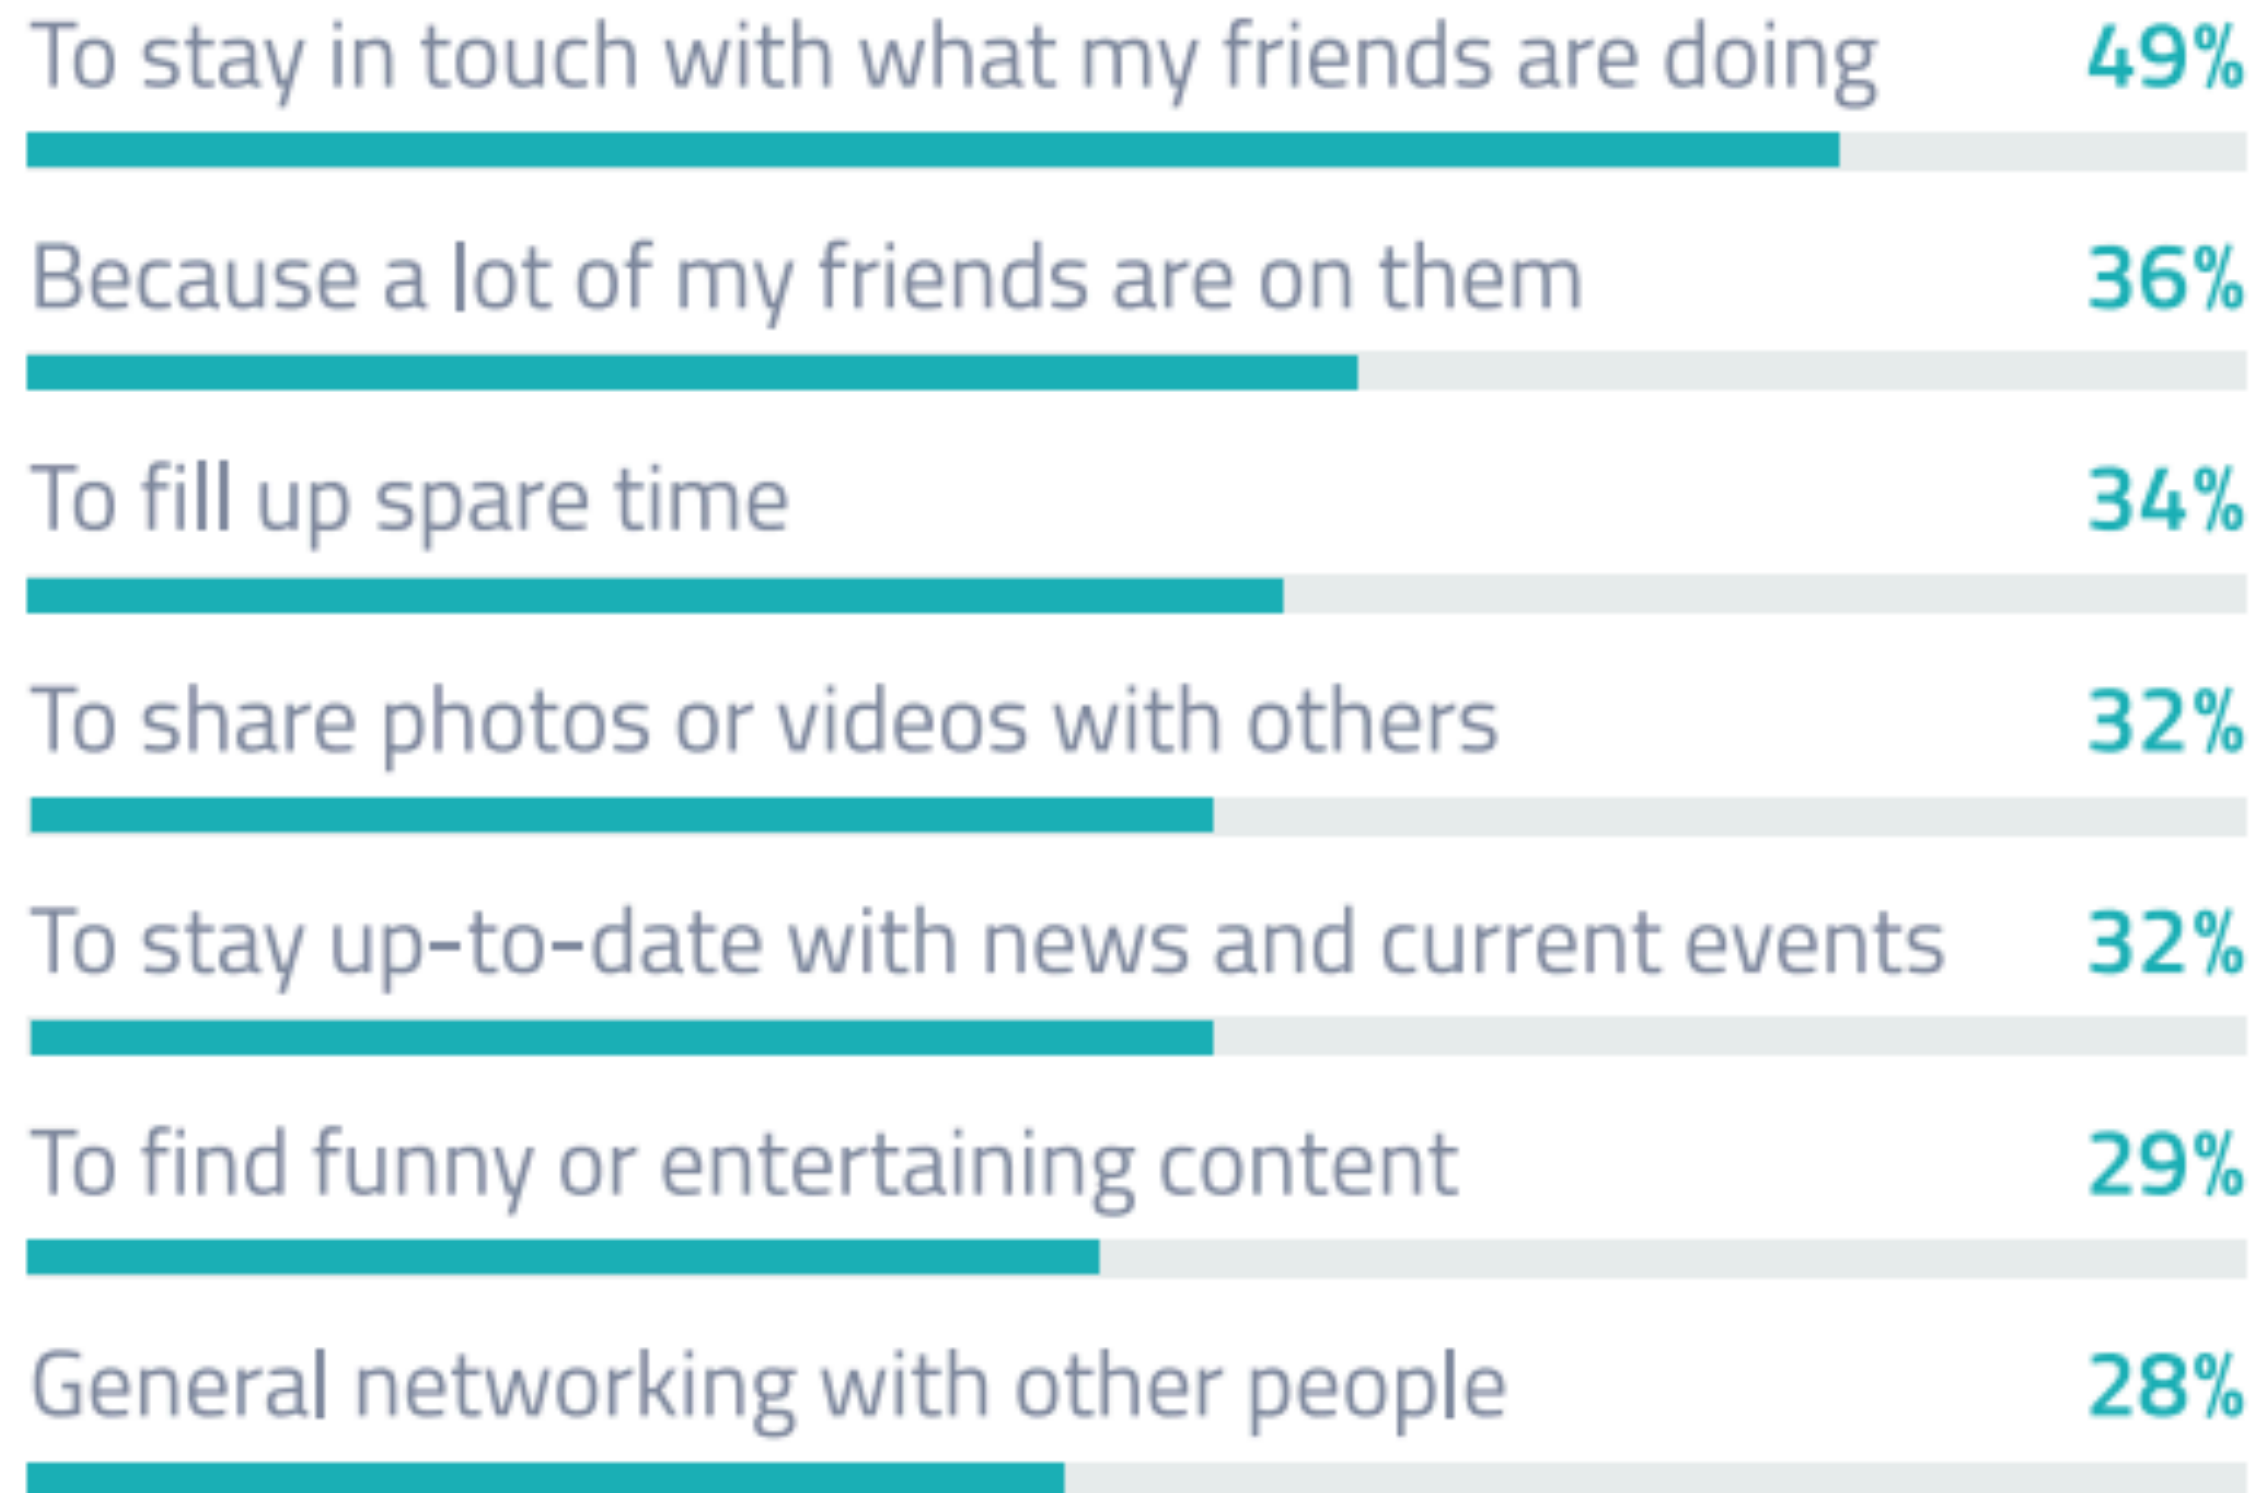 To stay in touch with what my friends are doing 49%
Because a lot of my friends are on them 36%
To fill up spare time 34%
To share photos or videos with others 32%
To stay up-to-date with news and current events 32%
To find funny or entertaining content 29%
General networking with other people 28%